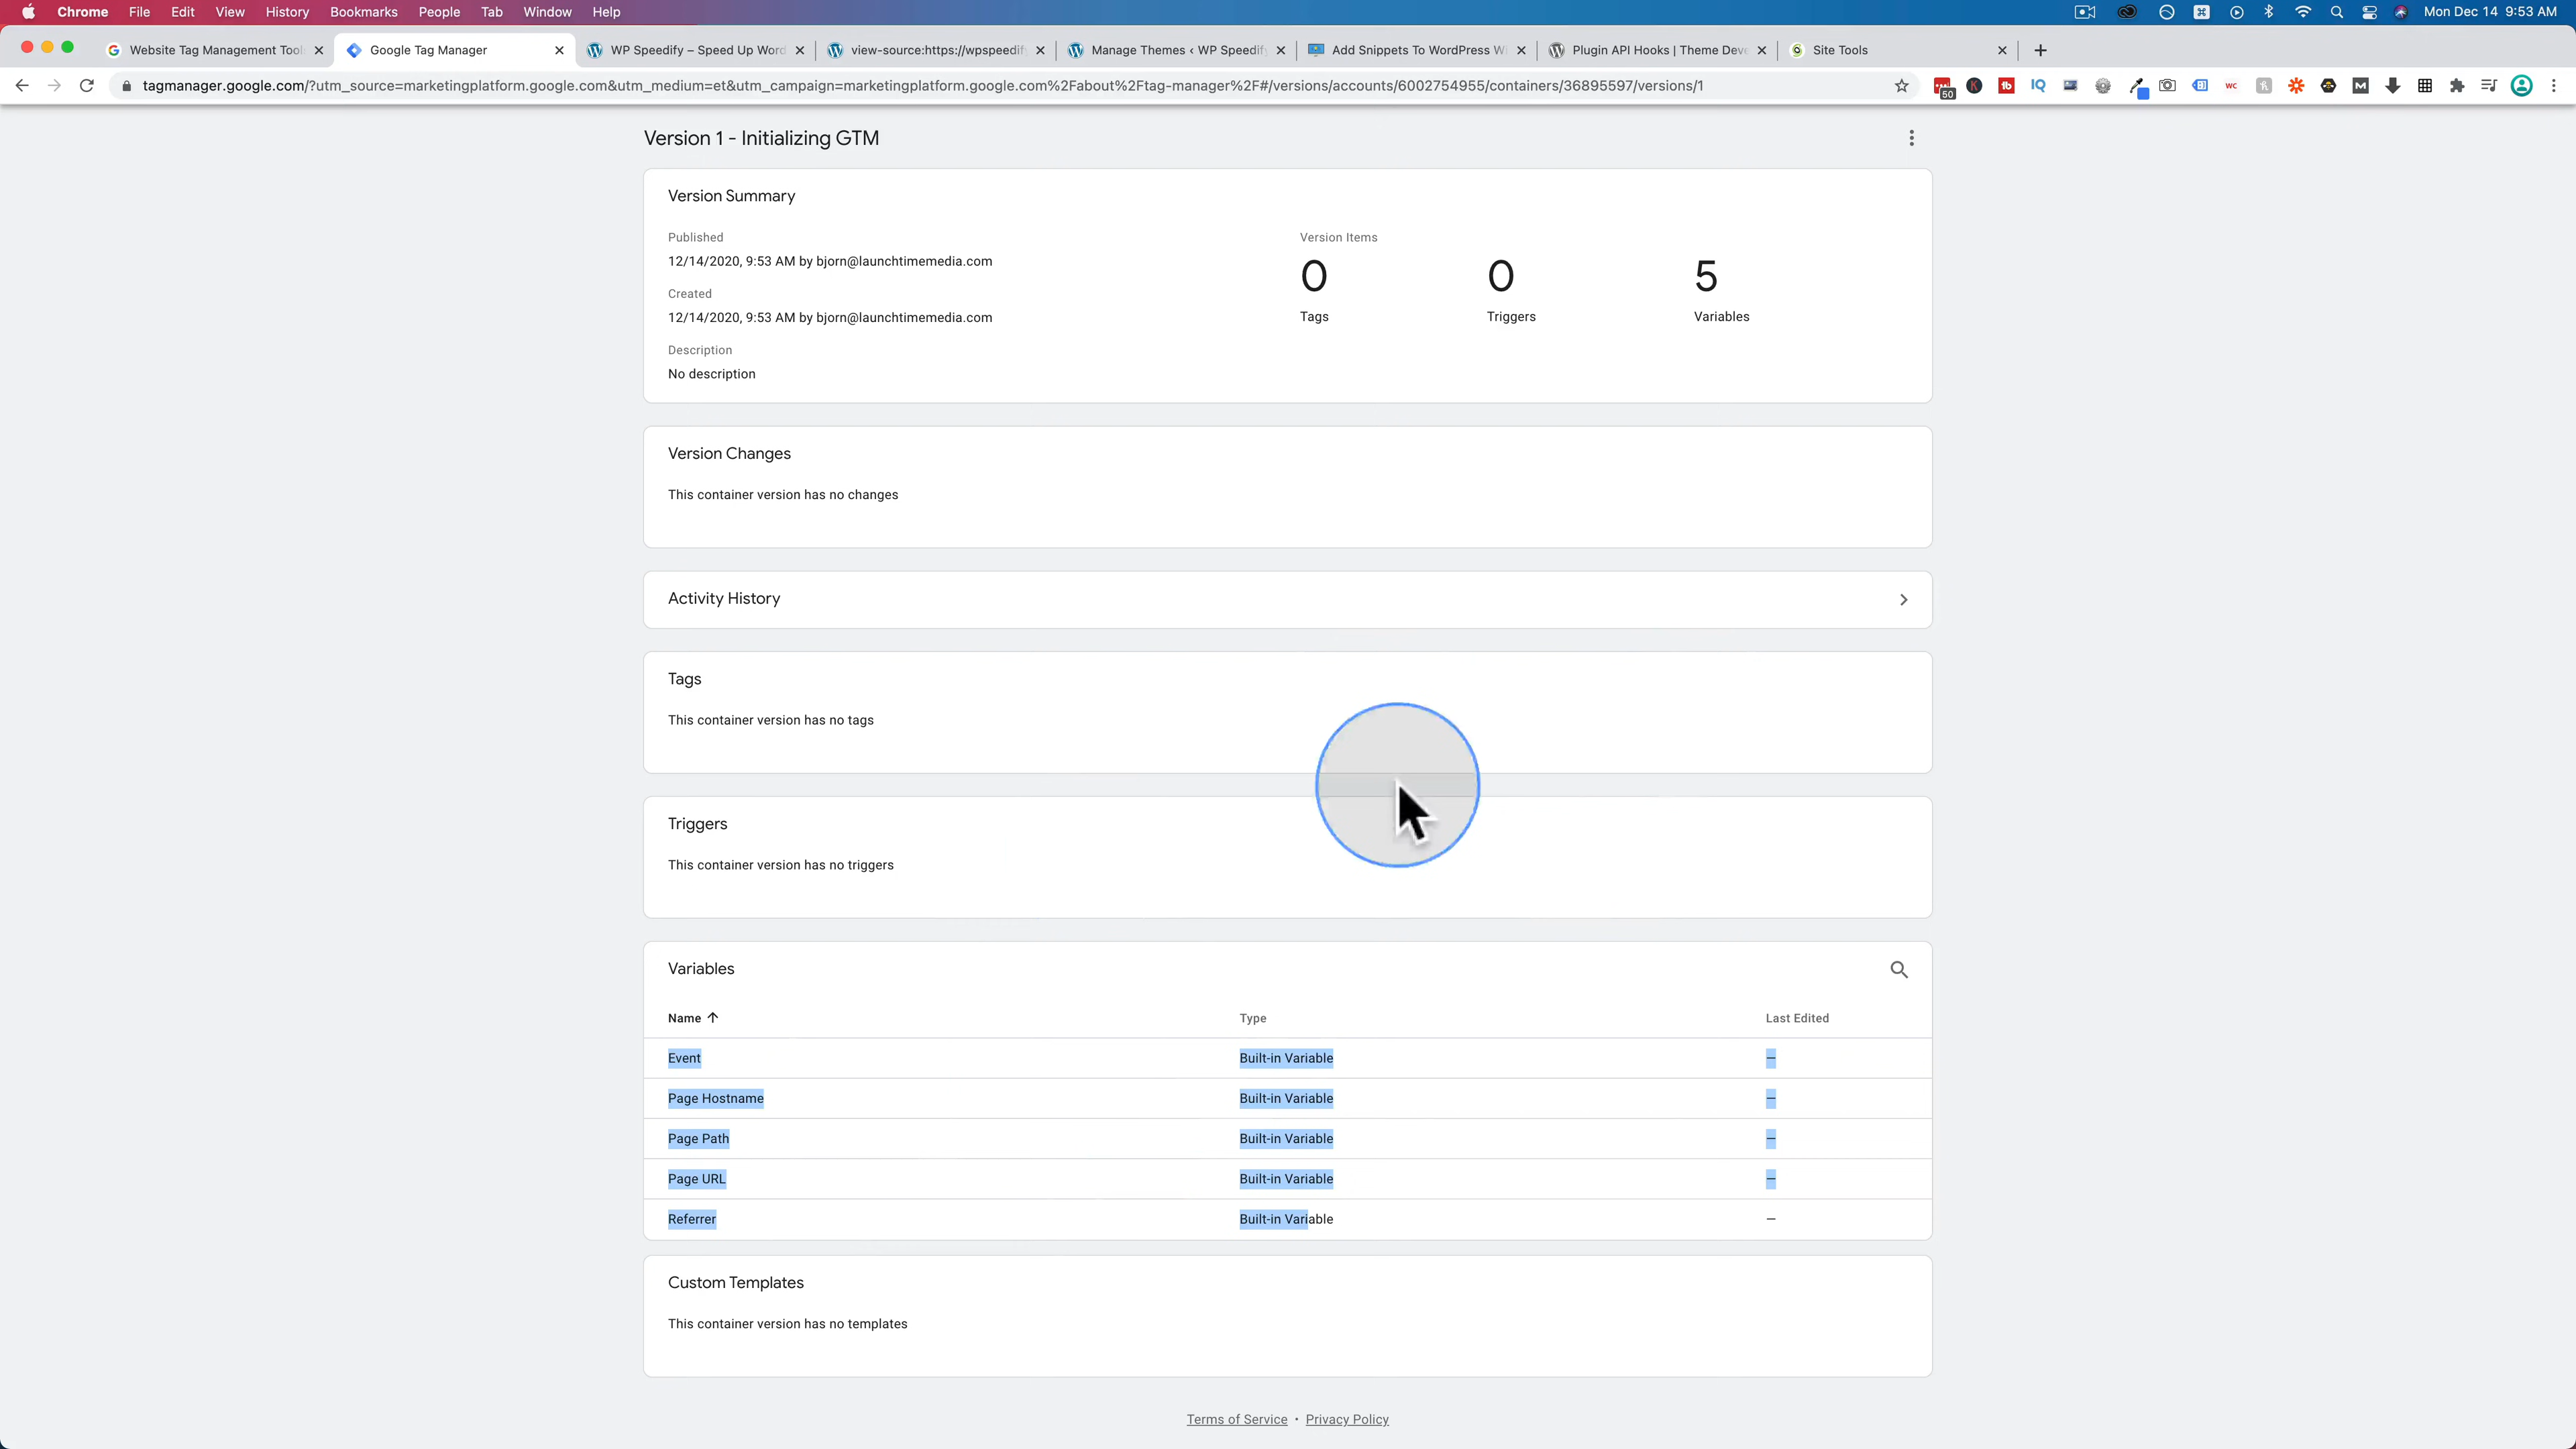 Chrome File Edit View History Bookmarks People Tab Window Help Mon Dec 14 9:53 AM
Website Tag Management Tool Google Tag Manager WP Speedify – Speed Up Word view-source:https://wpspeedify Manage Themes ‹ WP Speedify Add Snippets To WordPress Wi Plugin API Hooks | Theme Deve Site Tools
tagmanager.google.com/?utm_source=marketingplatform.google.com&utm_medium=et&utm_campaign=marketingplatform.google.com%2Fabout%2Ftag-manager%2F#/versions/accounts/6002754955/containers/36895597/versions/1 50 K tb IQ wc M
Version 1 - Initializing GTM
Version Summary
Published
12/14/2020, 9:53 AM by bjorn@launchtimemedia.com
Created
12/14/2020, 9:53 AM by bjorn@launchtimemedia.com
Description
No description
Version Items
0 0 5
Tags Triggers Variables
Version Changes
This container version has no changes
Activity History
Tags
This container version has no tags
Triggers
This container version has no triggers
Variables
Name Type Last Edited
Event Built-in Variable –
Page Hostname Built-in Variable –
Page Path Built-in Variable –
Page URL Built-in Variable –
Referrer Built-in Variable –
Custom Templates
This container version has no templates
Terms of Service • Privacy Policy